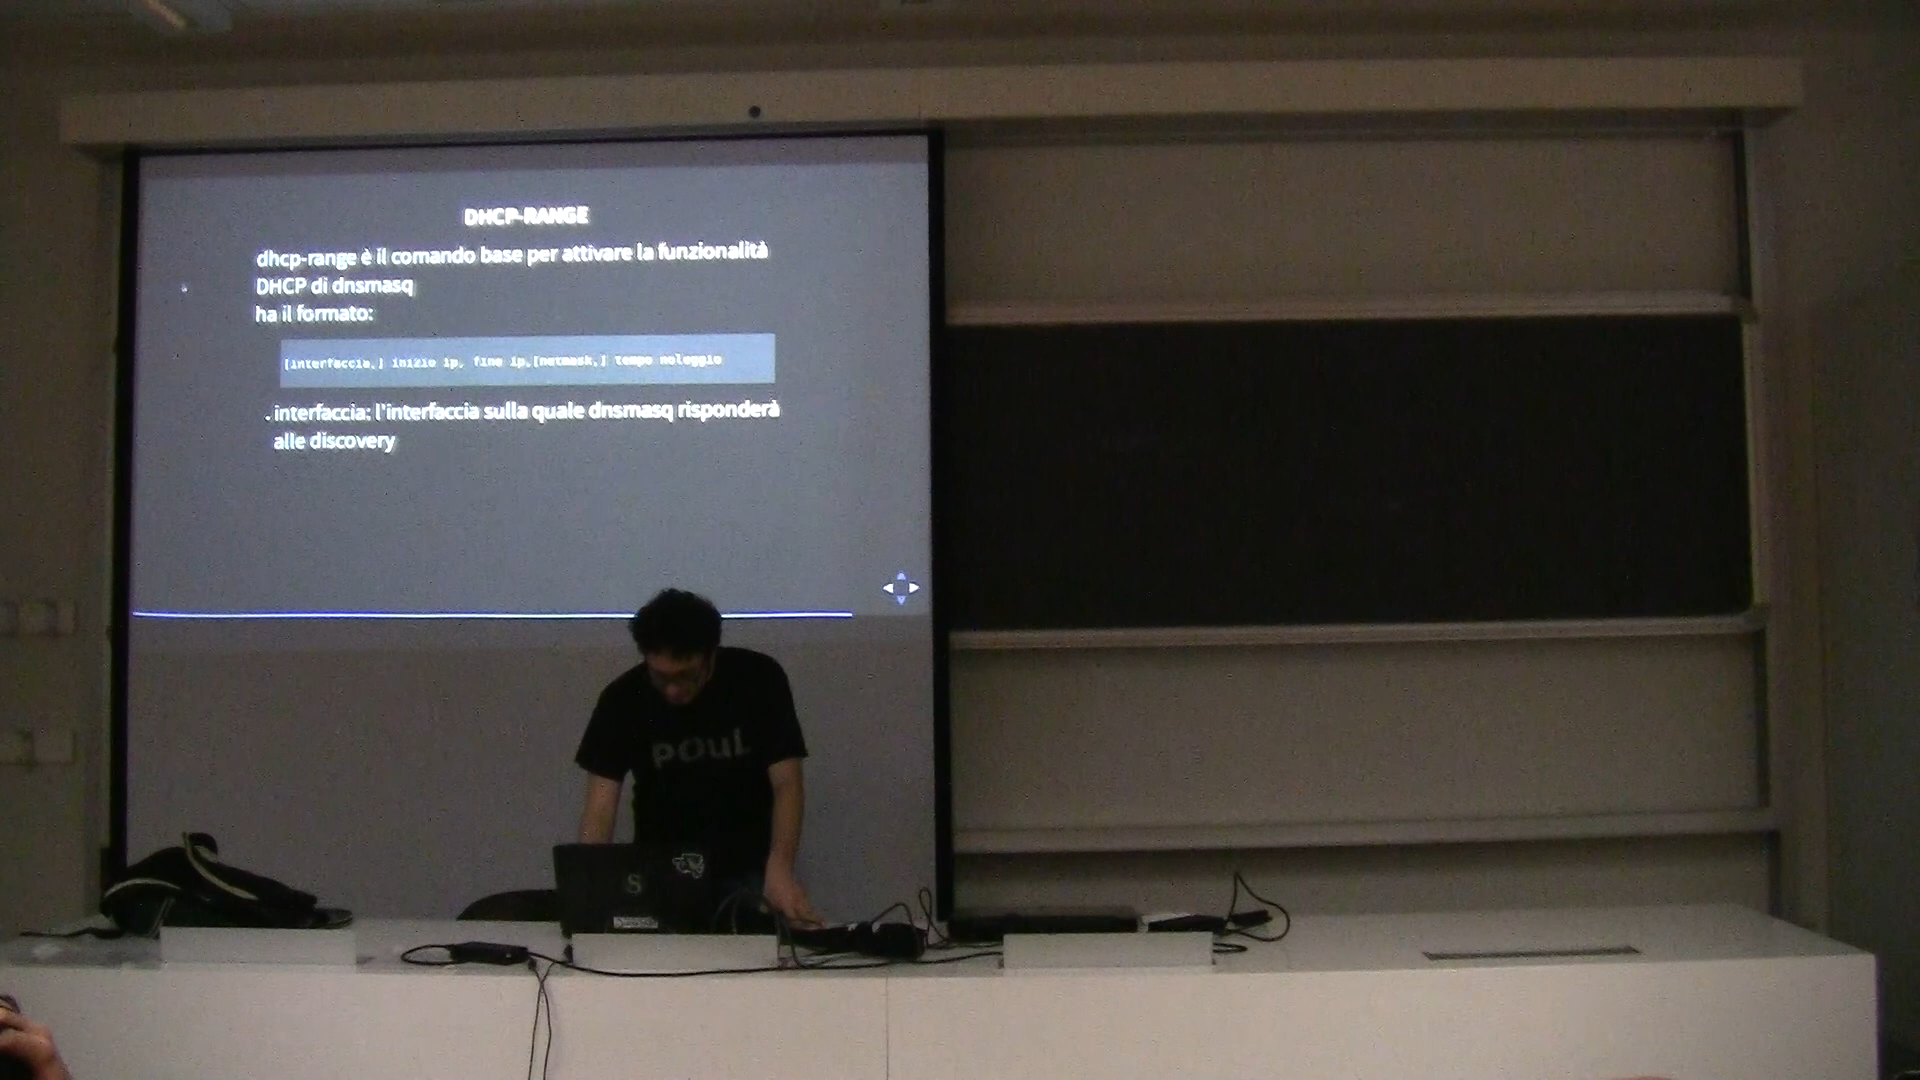 DHCP-RANGE
dhcp-range è il comando base per attivare la funzionalità
DHCP di dnsmasq
ha il formato:
[interfaccia,] inizio ip, fine ip,[netmask,] tempo noleggio
interfaccia: l'interfaccia sulla quale dnsmasq risponderà
alle discovery
POUL
S